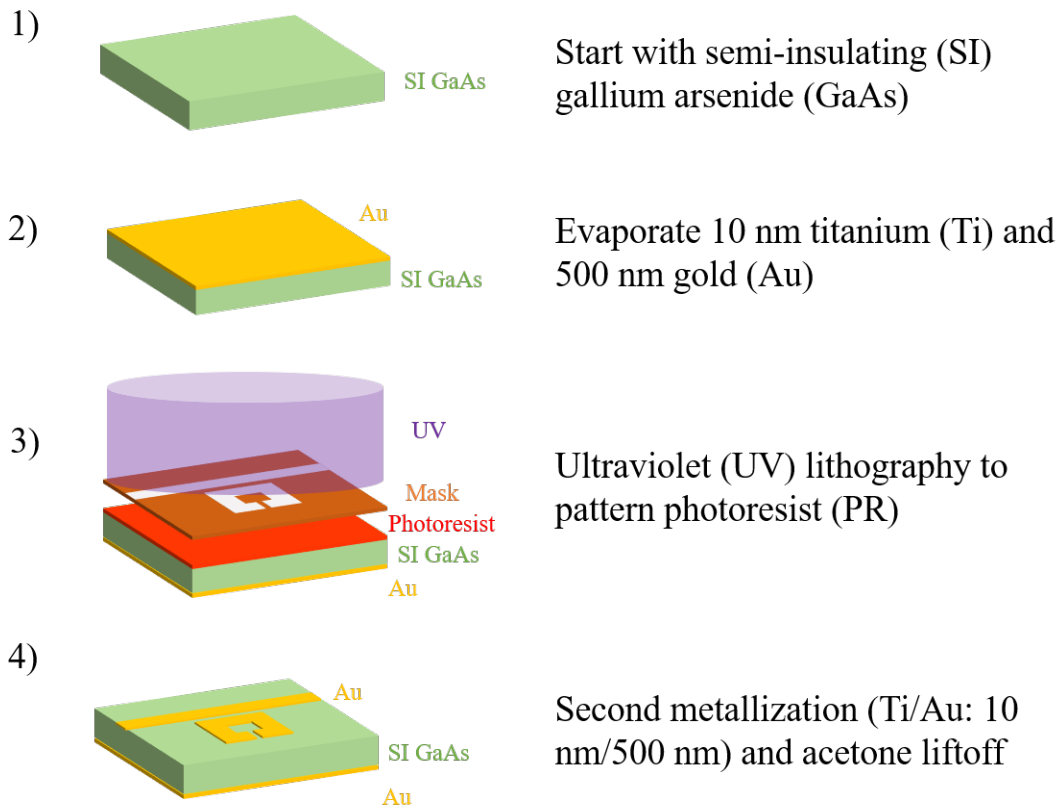 1)
SI GaAs
Start with semi-insulating (SI)
gallium arsenide (GaAs)
2)
Au
SI GaAs
Evaporate 10 nm titanium (Ti) and
500 nm gold (Au)
3)
UV
Mask
Photoresist
SI GaAs
Au
Ultraviolet (UV) lithography to
pattern photoresist (PR)
4)
Au
SI GaAs
Au
Second metallization (Ti/Au: 10
nm/500 nm) and acetone liftoff